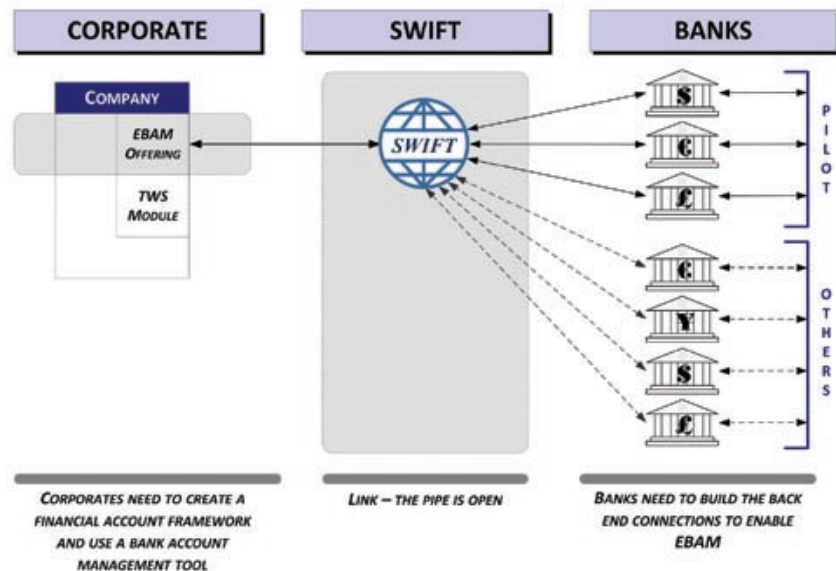 CORPORATE
SWIFT
BANKS
COMPANY
EBAM
OFFERING
TWS
MODULE
SWIFT
$
€
£
PILOT
€
¥
$
£
OTHERS
CORPORATES NEED TO CREATE A
FINANCIAL ACCOUNT FRAMEWORK
AND USE A BANK ACCOUNT
MANAGEMENT TOOL
LINK – THE PIPE IS OPEN
BANKS NEED TO BUILD THE BACK
END CONNECTIONS TO ENABLE
EBAM